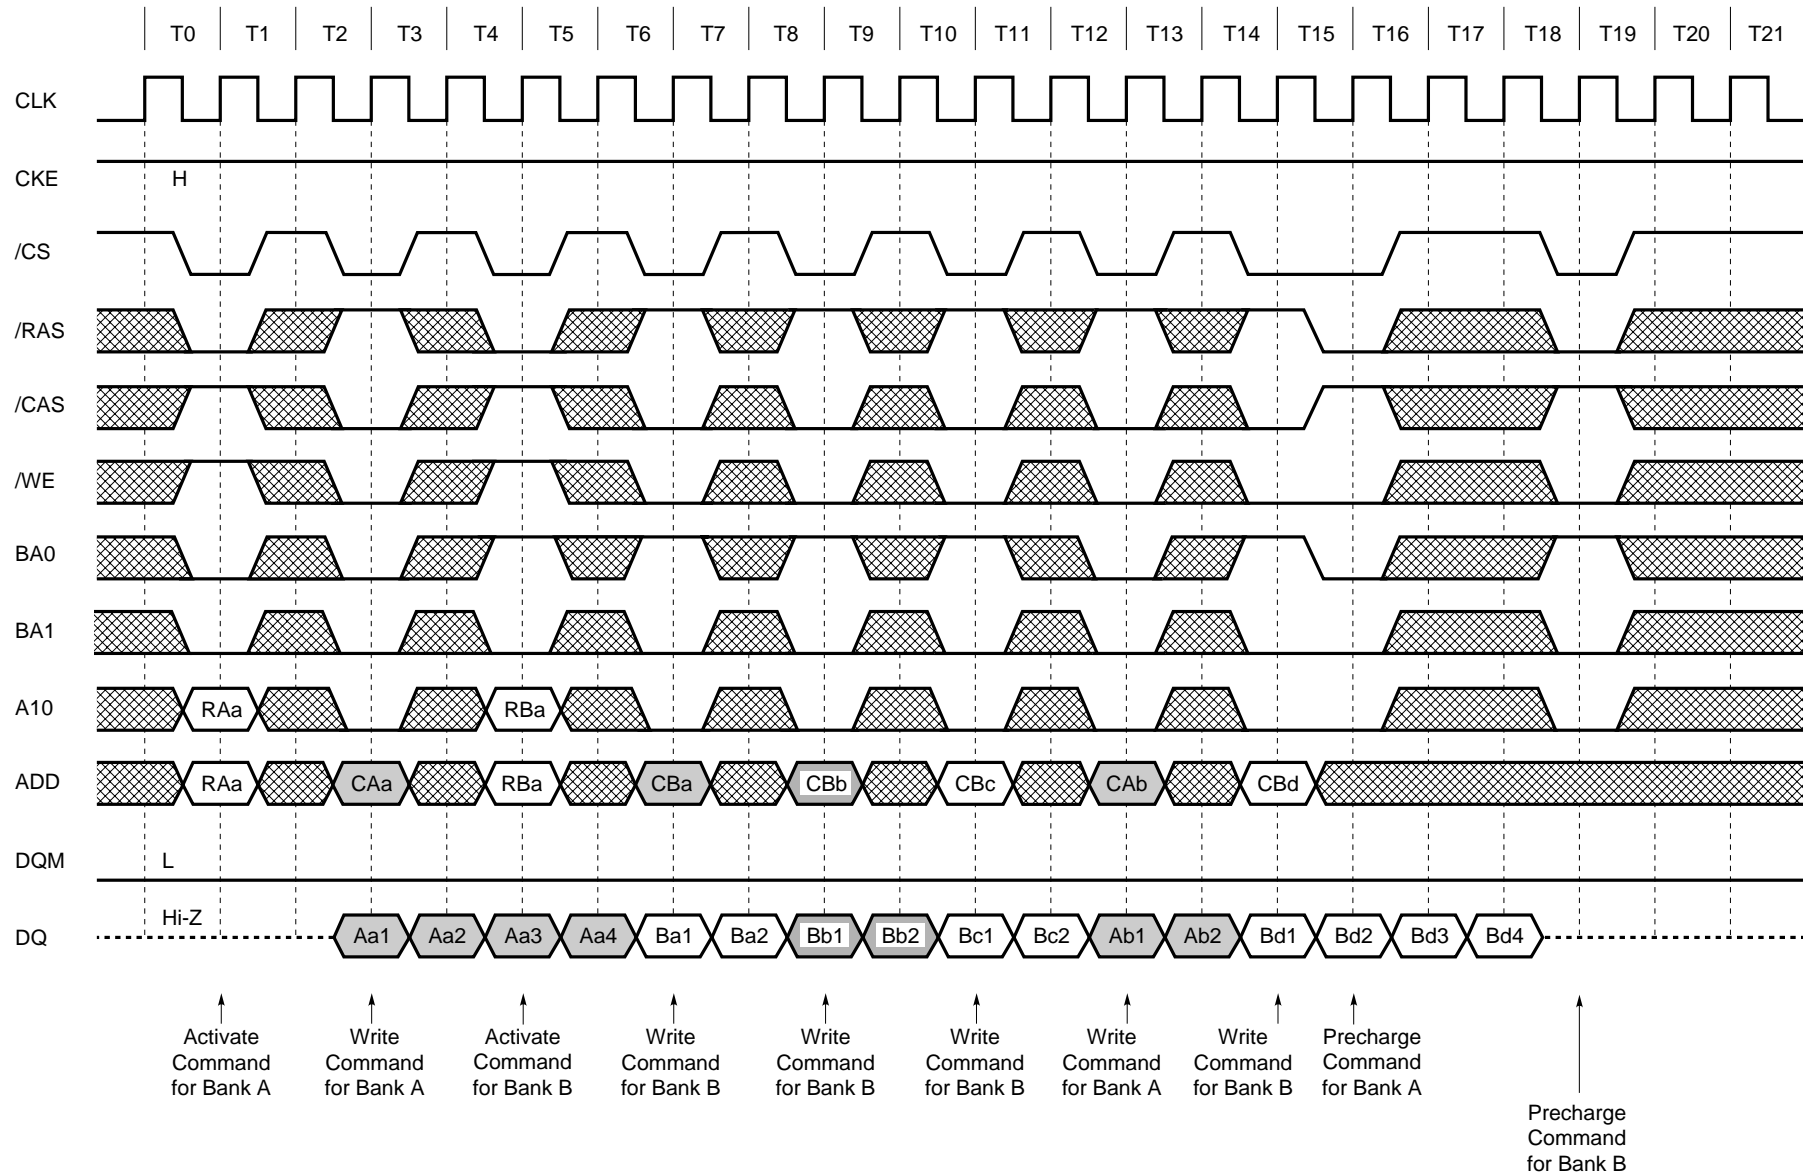 T0 T1 T2 T3 T4 T5 T6 T7 T8 T9 T10 T11 T12 T13 T14 T15 T16 T17 T18 T19 T20 T21
CLK
CKE H
/CS
/RAS
/CAS
/WE
BA0
BA1
A10 RAa RBa
ADD RAa CAa RBa CBa CBb CBc CAb CBd
DQM L
Hi-Z
DQ Aa1 Aa2 Aa3 Aa4 Ba1 Ba2 Bb1 Bb2 Bc1 Bc2 Ab1 Ab2 Bd1 Bd2 Bd3 Bd4
Activate
Command
for Bank A
Write
Command
for Bank A
Activate
Command
for Bank B
Write
Command
for Bank B
Write
Command
for Bank B
Write
Command
for Bank B
Write
Command
for Bank A
Write
Command
for Bank B
Precharge
Command
for Bank A
Precharge
Command
for Bank B